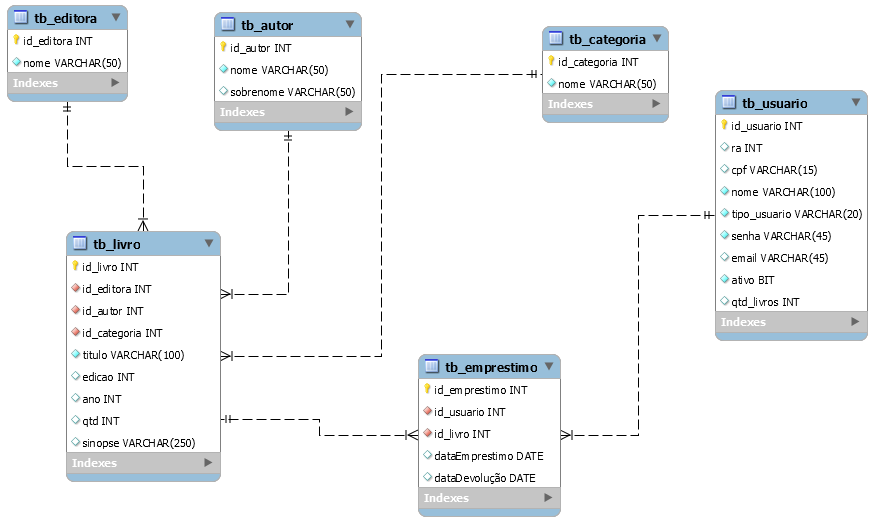 tb_editora
id_editora INT
nome VARCHAR(50)
Indexes
tb_autor
id_autor INT
nome VARCHAR(50)
sobrenome VARCHAR(50)
Indexes
tb_categoria
id_categoria INT
nome VARCHAR(50)
Indexes
tb_usuario
id_usuario INT
ra INT
cpf VARCHAR(15)
nome VARCHAR(100)
tipo_usuario VARCHAR(20)
senha VARCHAR(45)
email VARCHAR(45)
ativo BIT
qtd_livros INT
Indexes
tb_livro
id_livro INT
id_editora INT
id_autor INT
id_categoria INT
titulo VARCHAR(100)
edicao INT
ano INT
qtd INT
sinopse VARCHAR(250)
Indexes
tb_emprestimo
id_emprestimo INT
id_usuario INT
id_livro INT
dataEmprestimo DATE
dataDevolução DATE
Indexes